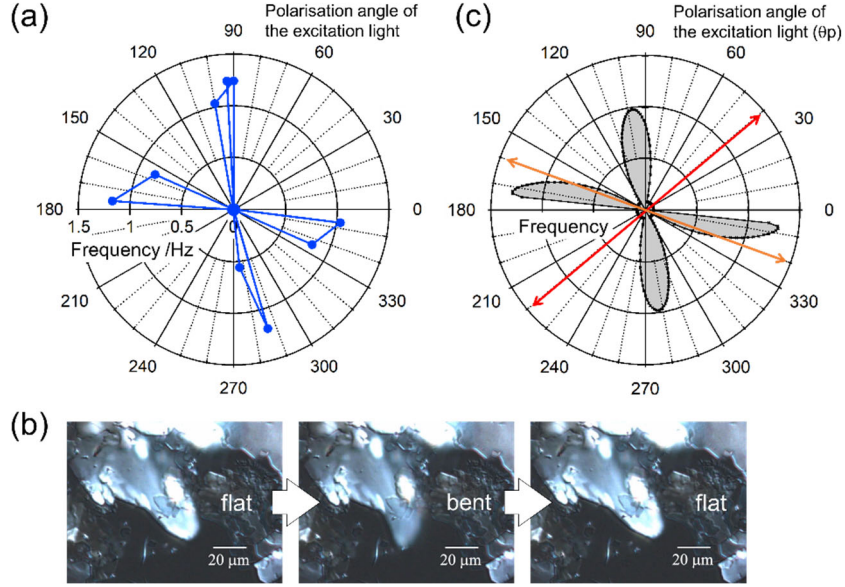 (a)
Polarisation angle of
the excitation light
90
120
60
150
30
180
0
1.5
1
0.5
0
Frequency /Hz
210
330
240
300
270
(c)
Polarisation angle of
the excitation light (θp)
90
120
60
150
30
180
0
Frequency
210
330
240
300
270
(b)
flat
20 μm
bent
20 μm
flat
20 μm